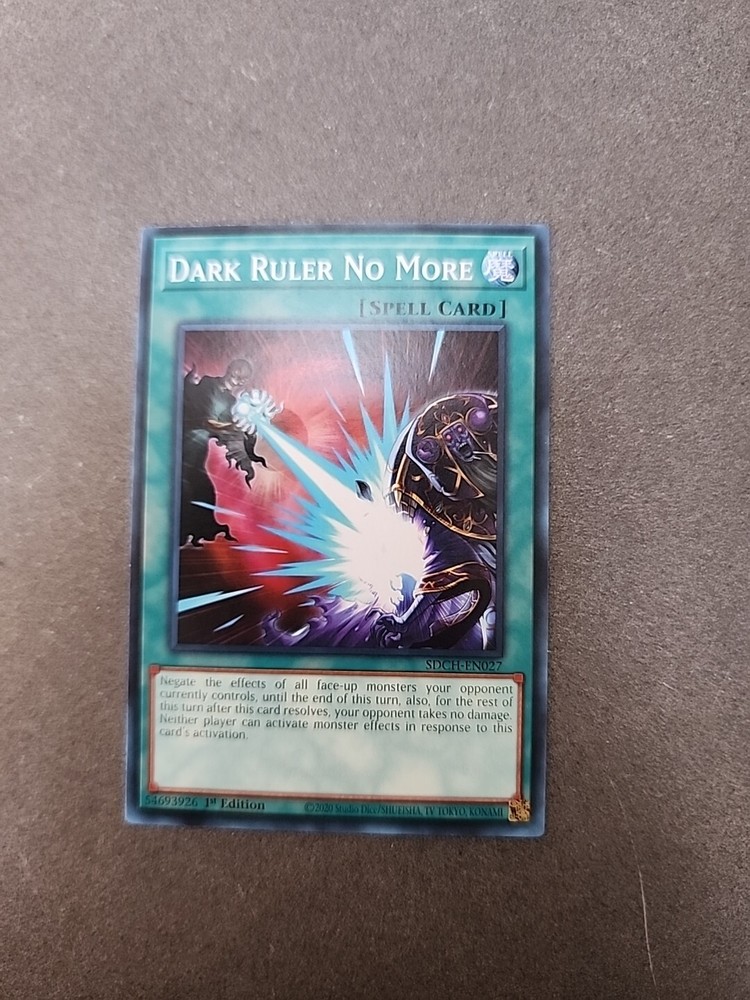 DARK RULER NO MORE
SPELL
魔
[SPELL CARD]
SDCH-EN027
Negate the effects of all face-up monsters your opponent
currently controls, until the end of this turn, also, for the rest of
this turn after this card resolves, your opponent takes no damage.
Neither player can activate monster effects in response to this
card's activation.
54693926 1st Edition
©2020 Studio Dice/SHUEISHA, TV TOKYO, KONAMI